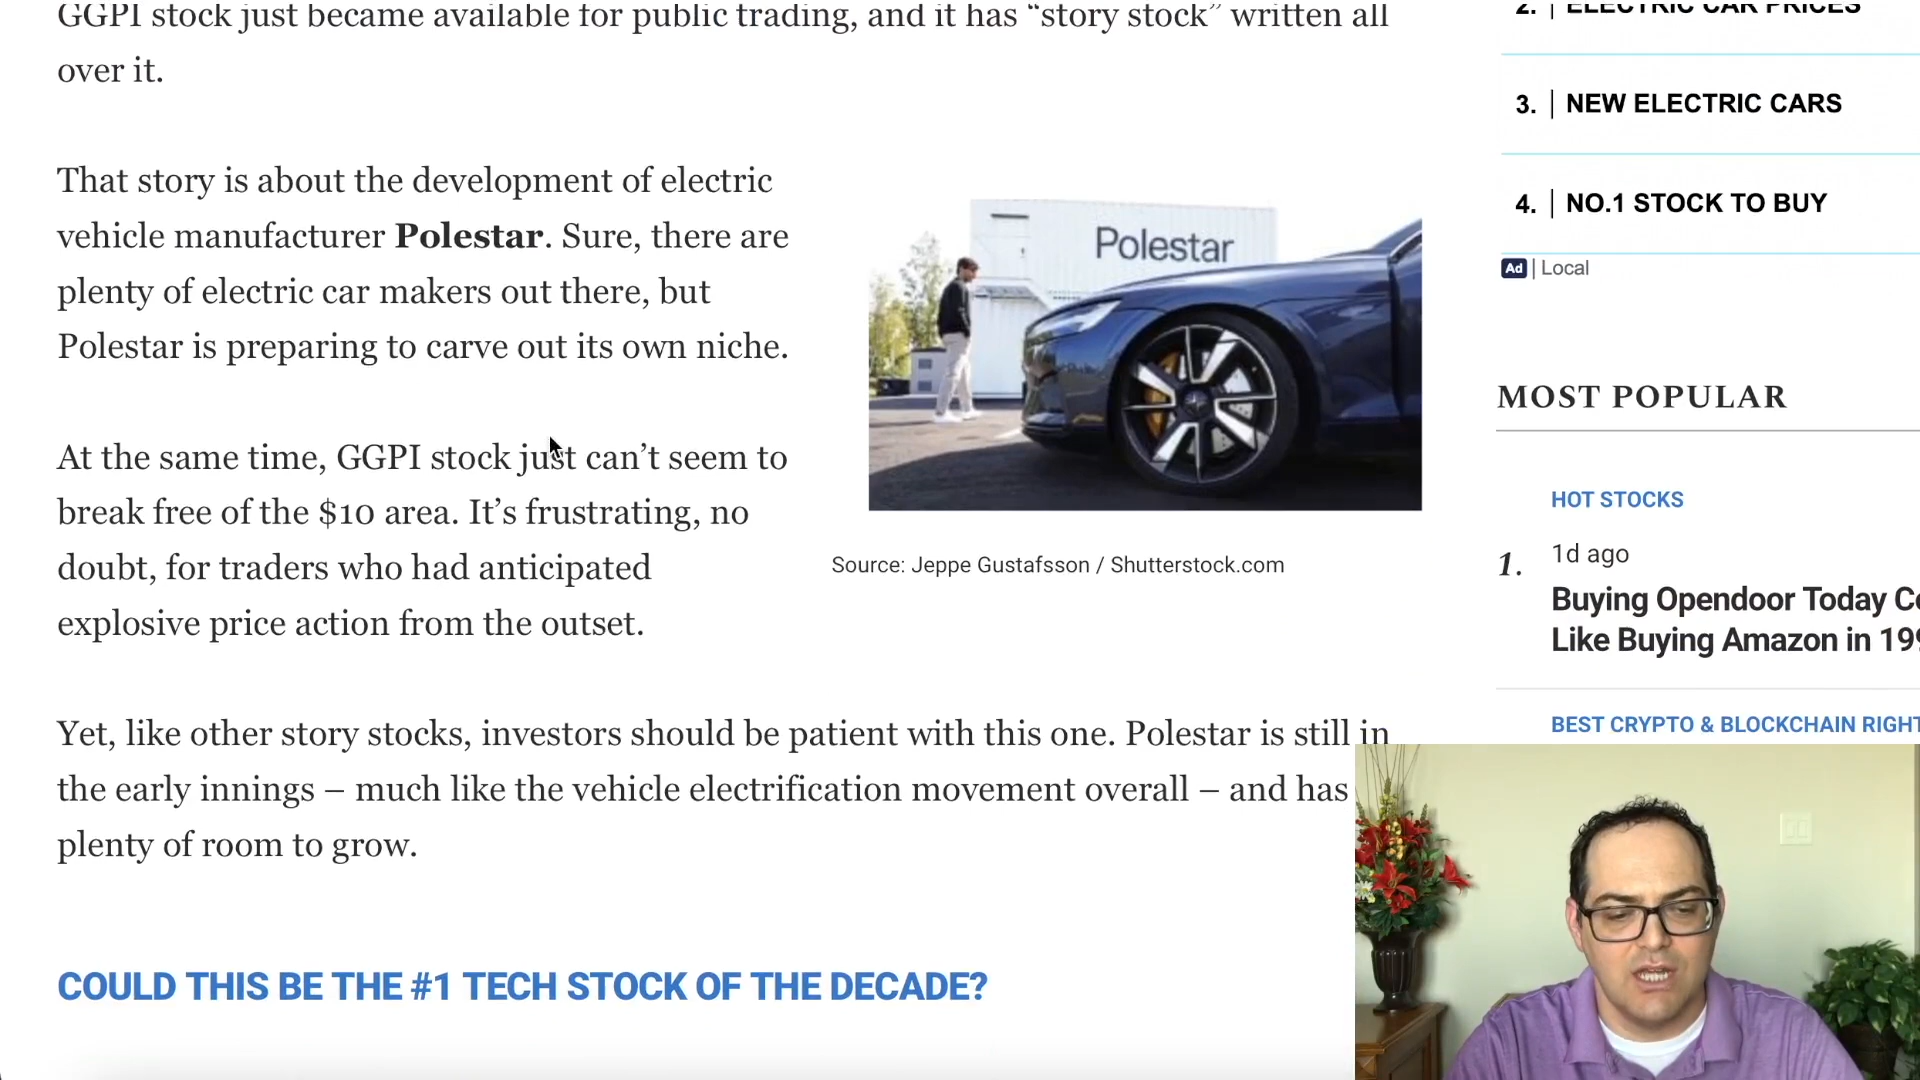 GGPI stock just became available for public trading, and it has “story stock” written all
over it.
That story is about the development of electric
vehicle manufacturer Polestar. Sure, there are
plenty of electric car makers out there, but
Polestar is preparing to carve out its own niche.
Polestar
At the same time, GGPI stock just can’t seem to
break free of the $10 area. It’s frustrating, no
doubt, for traders who had anticipated
explosive price action from the outset.
Source: Jeppe Gustafsson / Shutterstock.com
Yet, like other story stocks, investors should be patient with this one. Polestar is still in
the early innings – much like the vehicle electrification movement overall – and has
plenty of room to grow.
COULD THIS BE THE #1 TECH STOCK OF THE DECADE?
2. | ELECTRIC CAR PRICES
3. | NEW ELECTRIC CARS
4. | NO.1 STOCK TO BUY
Ad | Local
MOST POPULAR
HOT STOCKS
1. 1d ago
Buying Opendoor Today
Like Buying Amazon in
BEST CRYPTO & BLOCKCHAIN